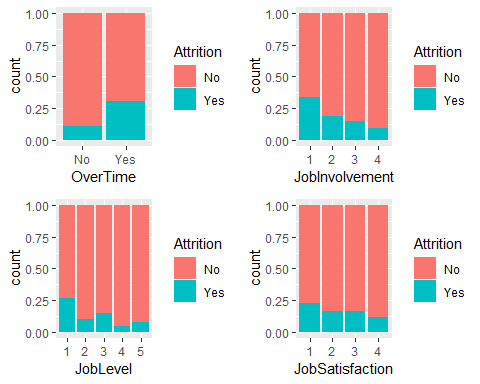 1.00
0.75
0.50
0.25
0.00
count
No Yes
OverTime
Attrition
No
Yes
1.00
0.75
0.50
0.25
0.00
count
1 2 3 4
JobInvolvement
Attrition
No
Yes
1.00
0.75
0.50
0.25
0.00
count
1 2 3 4 5
JobLevel
Attrition
No
Yes
1.00
0.75
0.50
0.25
0.00
count
1 2 3 4
JobSatisfaction
Attrition
No
Yes